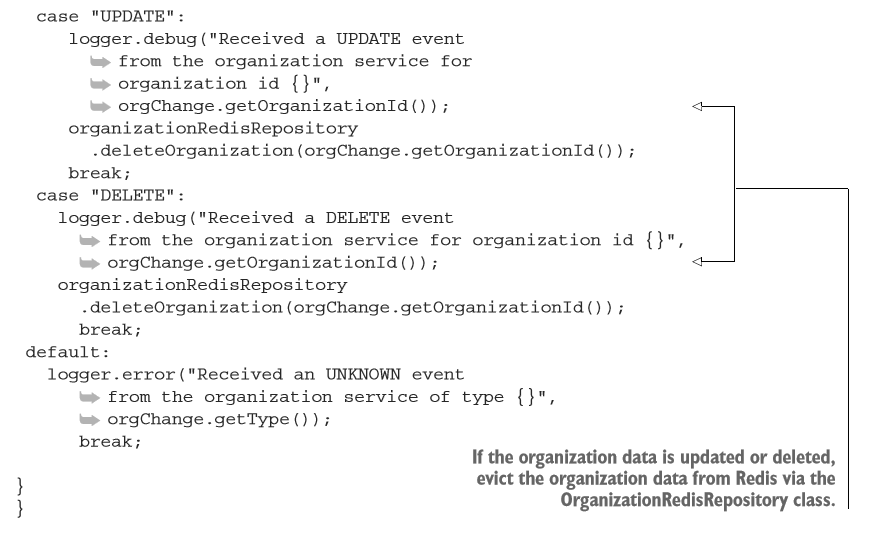 case "UPDATE":
logger.debug("Received a UPDATE event
➥ from the organization service for
➥ organization id {}",
➥ orgChange.getOrganizationId());
organizationRedisRepository
.deleteOrganization(orgChange.getOrganizationId());
break;
case "DELETE":
logger.debug("Received a DELETE event
➥ from the organization service for organization id {}",
➥ orgChange.getOrganizationId());
organizationRedisRepository
.deleteOrganization(orgChange.getOrganizationId());
break;
default:
logger.error("Received an UNKNOWN event
➥ from the organization service of type {}",
➥ orgChange.getType());
break;
}
}
If the organization data is updated or deleted,
evict the organization data from Redis via the
OrganizationRedisRepository class.